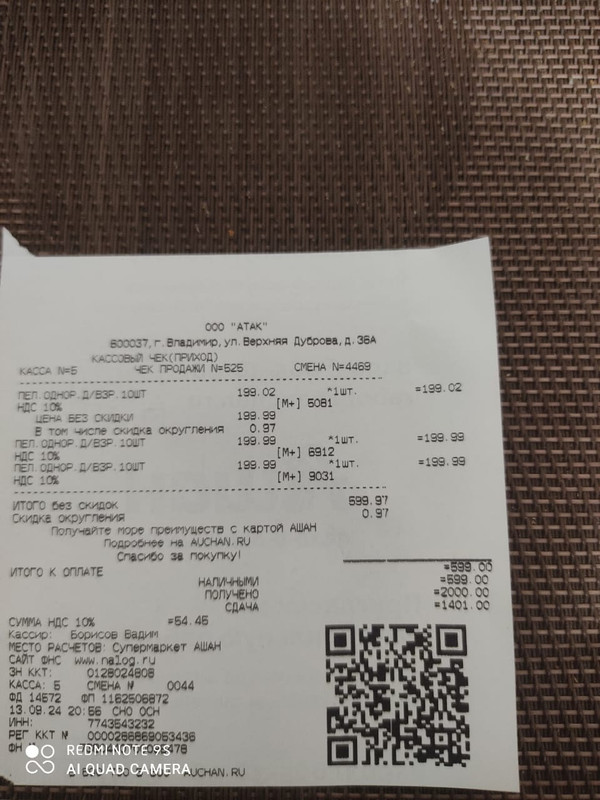 ООО "АТАК"
600037, г. Владимир, ул. Верхняя Дуброва, д. 36А
КАССОВЫЙ ЧЕК(ПРИХОД)
КАССА N=5 ЧЕК ПРОДАЖИ N=525 СМЕНА N=4469
ПЕЛ.ОДНОР.Д/ВЗР.10ШТ 199.02 *1шт. =199.02
НДС 10% [М+] 5081
ЦЕНА БЕЗ СКИДКИ 199.99
В том числе скидка округления 0.97
ПЕЛ.ОДНОР.Д/ВЗР.10ШТ 199.99 *1шт. =199.99
НДС 10% [М+] 6912
ПЕЛ.ОДНОР.Д/ВЗР.10ШТ 199.99 *1шт. =199.99
НДС 10% [М+] 9031
ИТОГО без скидок 599.97
Скидка округления 0.97
Получайте море преимуществ с картой АШАН
Подробнее на AUCHAN.RU
Спасибо за покупку!
ИТОГО К ОПЛАТЕ =599.00
НАЛИЧНЫМИ =599.00
ПОЛУЧЕНО =2000.00
СДАЧА =1401.00
СУММА НДС 10% =54.45
Кассир: Борисов Вадим
МЕСТО РАСЧЕТОВ: Супермаркет АШАН
САЙТ ФНС www.nalog.ru
ЗН ККТ: 0128024808
КАССА: 5 СМЕНА № 0044
ФД 14572 ФП 1162506872
13.09.24 20:56 СНО ОСН
ИНН: 7743543232
РЕГ ККТ № 0000266869053436
ФН
REDMI NOTE 9S
AI QUAD CAMERA
AUCHAN.RU